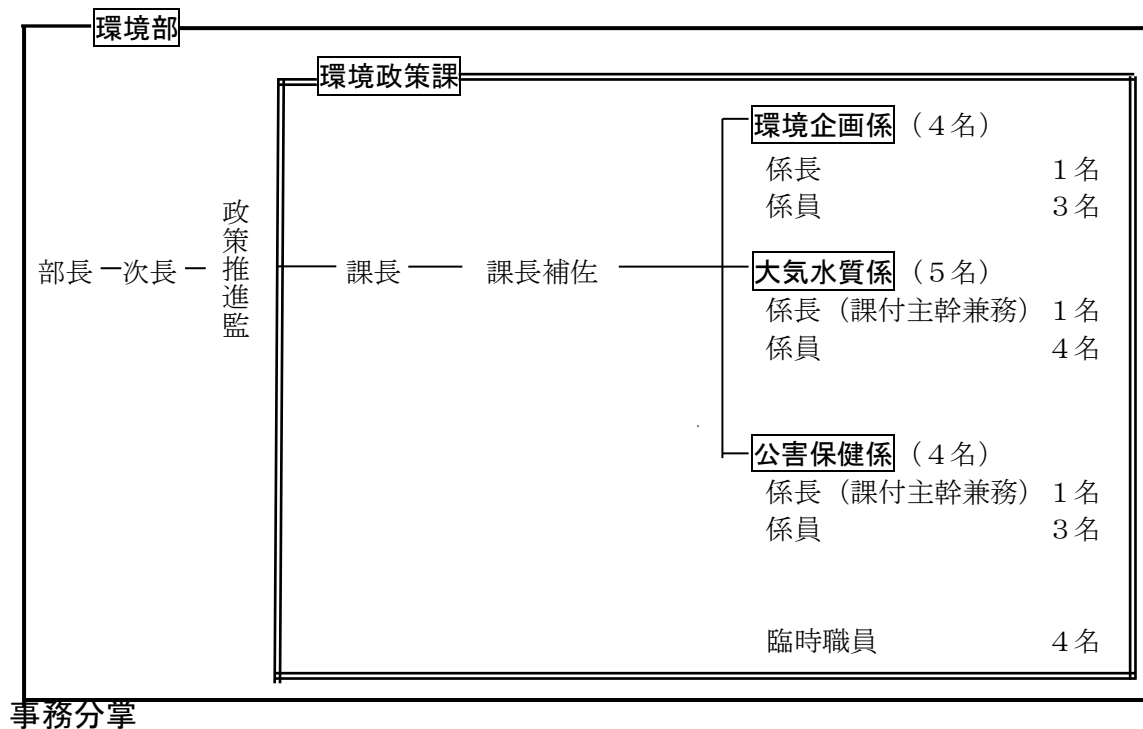 環境部
環境政策課
環境企画係（４名）
係長 １名
係員 ３名
政策推進監
部長 次長 課長 課長補佐 大気水質係（５名）
係長（課付主幹兼務）１名
係員 ４名
公害保健係（４名）
係長（課付主幹兼務）１名
係員 ３名
臨時職員 ４名
事務分掌